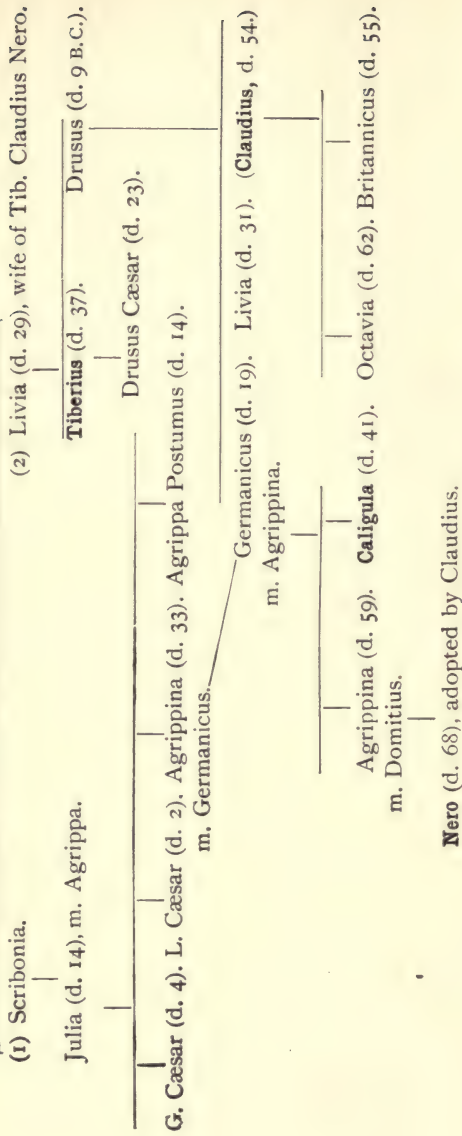 (1) Scribonia.
(2) Livia (d. 29), wife of Tib. Claudius Nero.
Julia (d. 14), m. Agrippa.
Tiberius (d. 37).
Drusus (d. 9 B.C.).
Drusus Cæsar (d. 23).
G. Cæsar (d. 4). L. Cæsar (d. 2). Agrippina (d. 33). Agrippa Postumus (d. 14).
m. Germanicus.
Germanicus (d. 19). Livia (d. 31). (Claudius, d. 54.)
m. Agrippina.
Agrippina (d. 59). Caligula (d. 41). Octavia (d. 62). Britannicus (d. 55).
m. Domitius.
Nero (d. 68), adopted by Claudius.